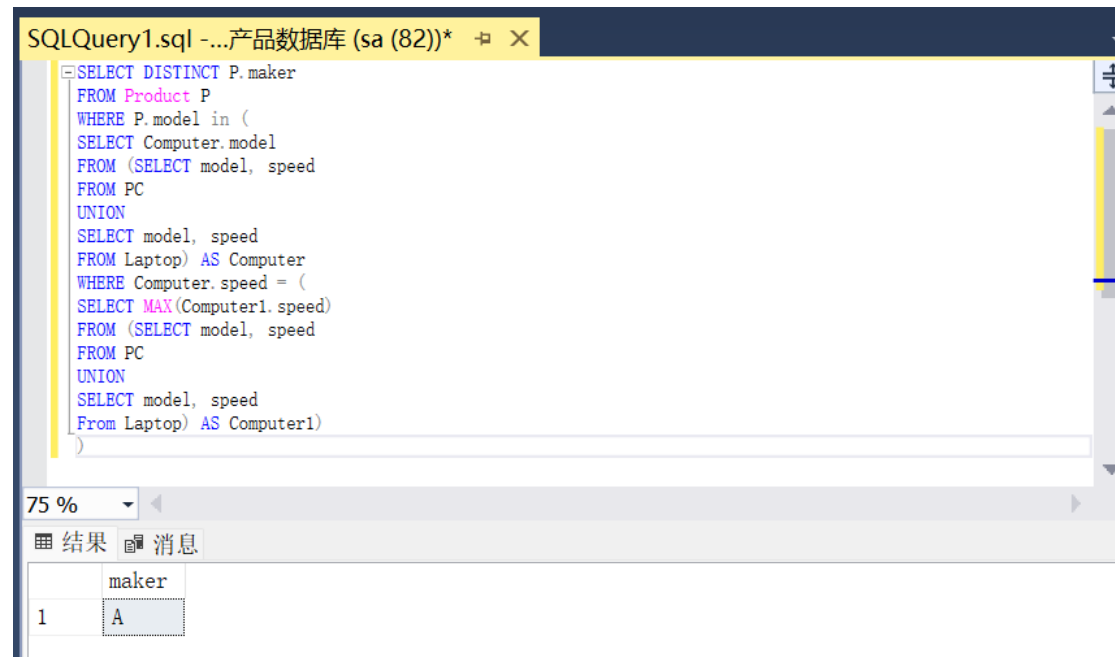 SQLQuery1.sql -...产品数据库 (sa (82))*
SELECT DISTINCT P.maker
FROM Product P
WHERE P.model in (
SELECT Computer.model
FROM (SELECT model, speed
FROM PC
UNION
SELECT model, speed
FROM Laptop) AS Computer
WHERE Computer.speed = (
SELECT MAX(Computer1.speed)
FROM (SELECT model, speed
FROM PC
UNION
SELECT model, speed
From Laptop) AS Computer1)
)
75 %
结果 消息
maker
1 A